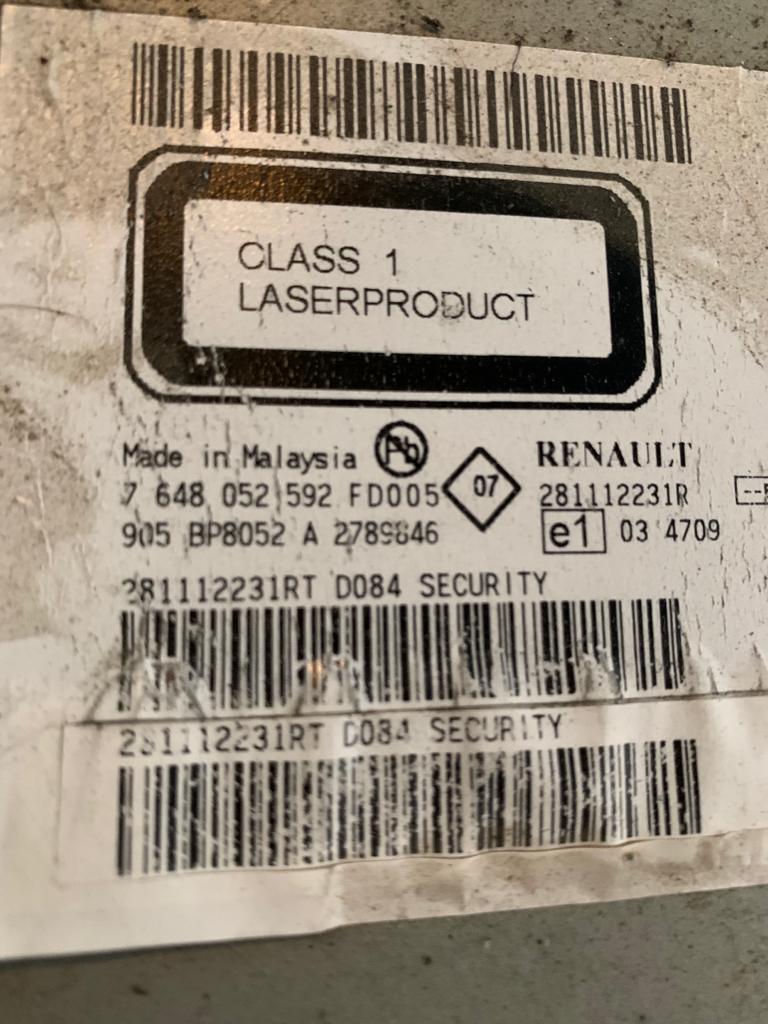 CLASS 1
LASERPRODUCT
Made in Malaysia Pb RENAULT
7 648 052 592 FD005 07 281112231R
905 BP8052 A e1 03 4709
281112231RT D084 SECURITY
281112231RT D084 SECURITY